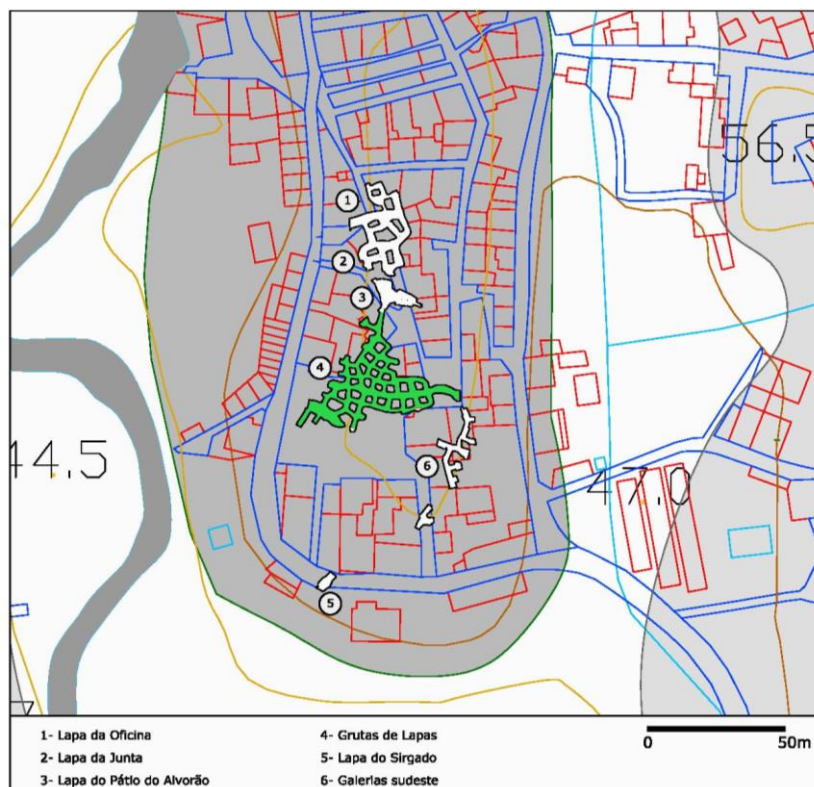 56.5
1
2
3
4
44.5
6
47.0
5
1- Lapa da Oficina
2- Lapa da Junta
3- Lapa do Pátio do Alvorão
4- Grutas de Lapas
5- Lapa do Sirgado
6- Galerias sudeste
0 50m